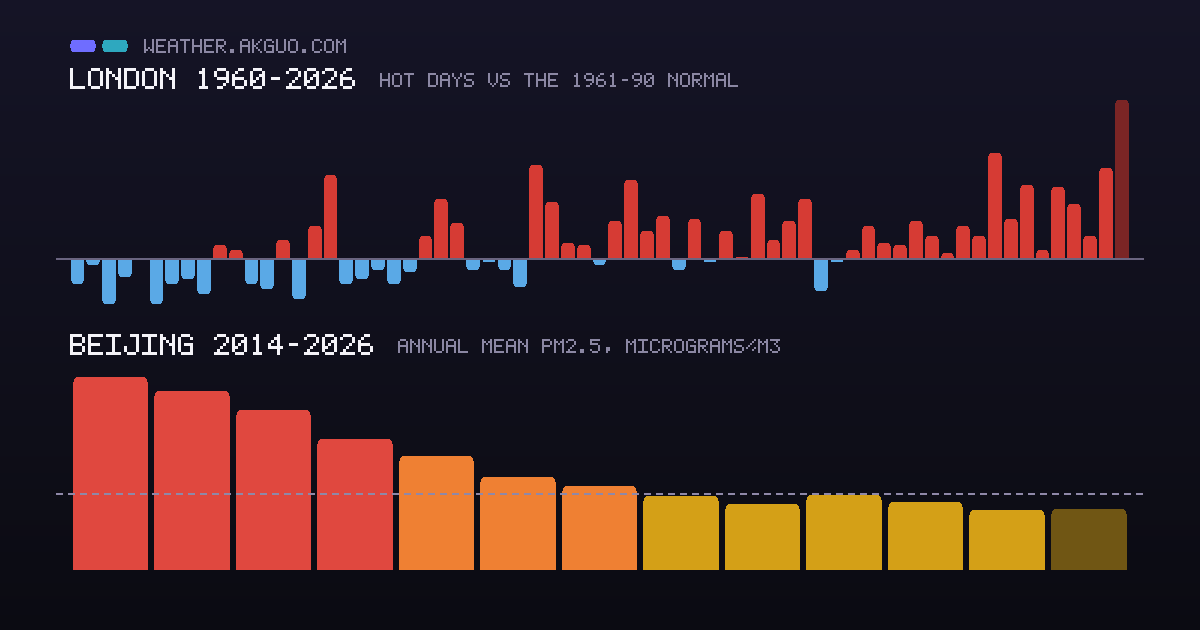 WEATHER.AKGUO.COM
LONDON 1960-2026 HOT DAYS VS THE 1961-90 NORMAL
BEIJING 2014-2026 ANNUAL MEAN PM2.5, MICROGRAMS/M3